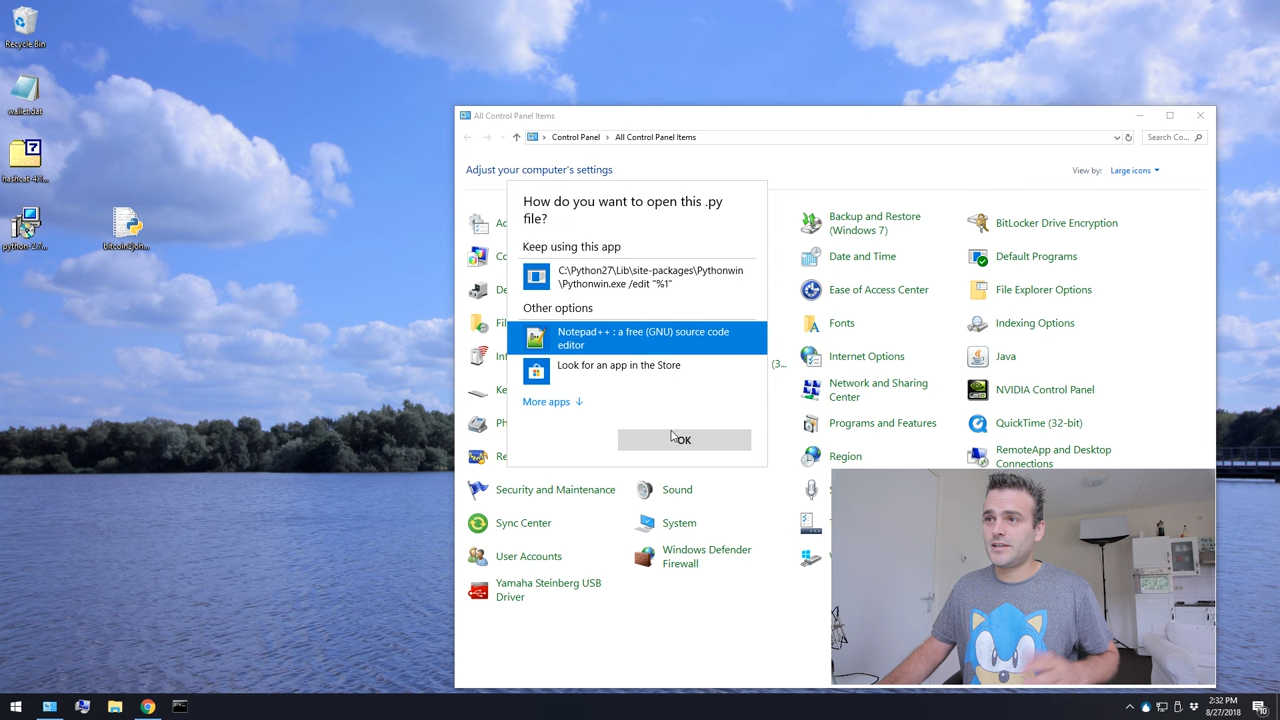 Recycle Bin
wallet.dat
hashcat-4.1...
python-2.7...
bitcoin2joh...
All Control Panel Items
Control Panel
All Control Panel Items
Search Co...
Adjust your computer's settings
View by:
Large icons
How do you want to open this .py
file?
Keep using this app
C:\Python27\Lib\site-packages\Pythonwin
\Pythonwin.exe /edit "%1"
Other options
Notepad++ : a free (GNU) source code
editor
Look for an app in the Store
More apps
OK
(3...
Backup and Restore
(Windows 7)
BitLocker Drive Encryption
Date and Time
Default Programs
Ease of Access Center
File Explorer Options
Fonts
Indexing Options
Internet Options
Java
Network and Sharing
Center
NVIDIA Control Panel
Programs and Features
QuickTime (32-bit)
Region
RemoteApp and Desktop
Connections
Security and Maintenance
Sound
Sync Center
System
User Accounts
Windows Defender
Firewall
Yamaha Steinberg USB
Driver
2:32 PM
8/27/2018
10